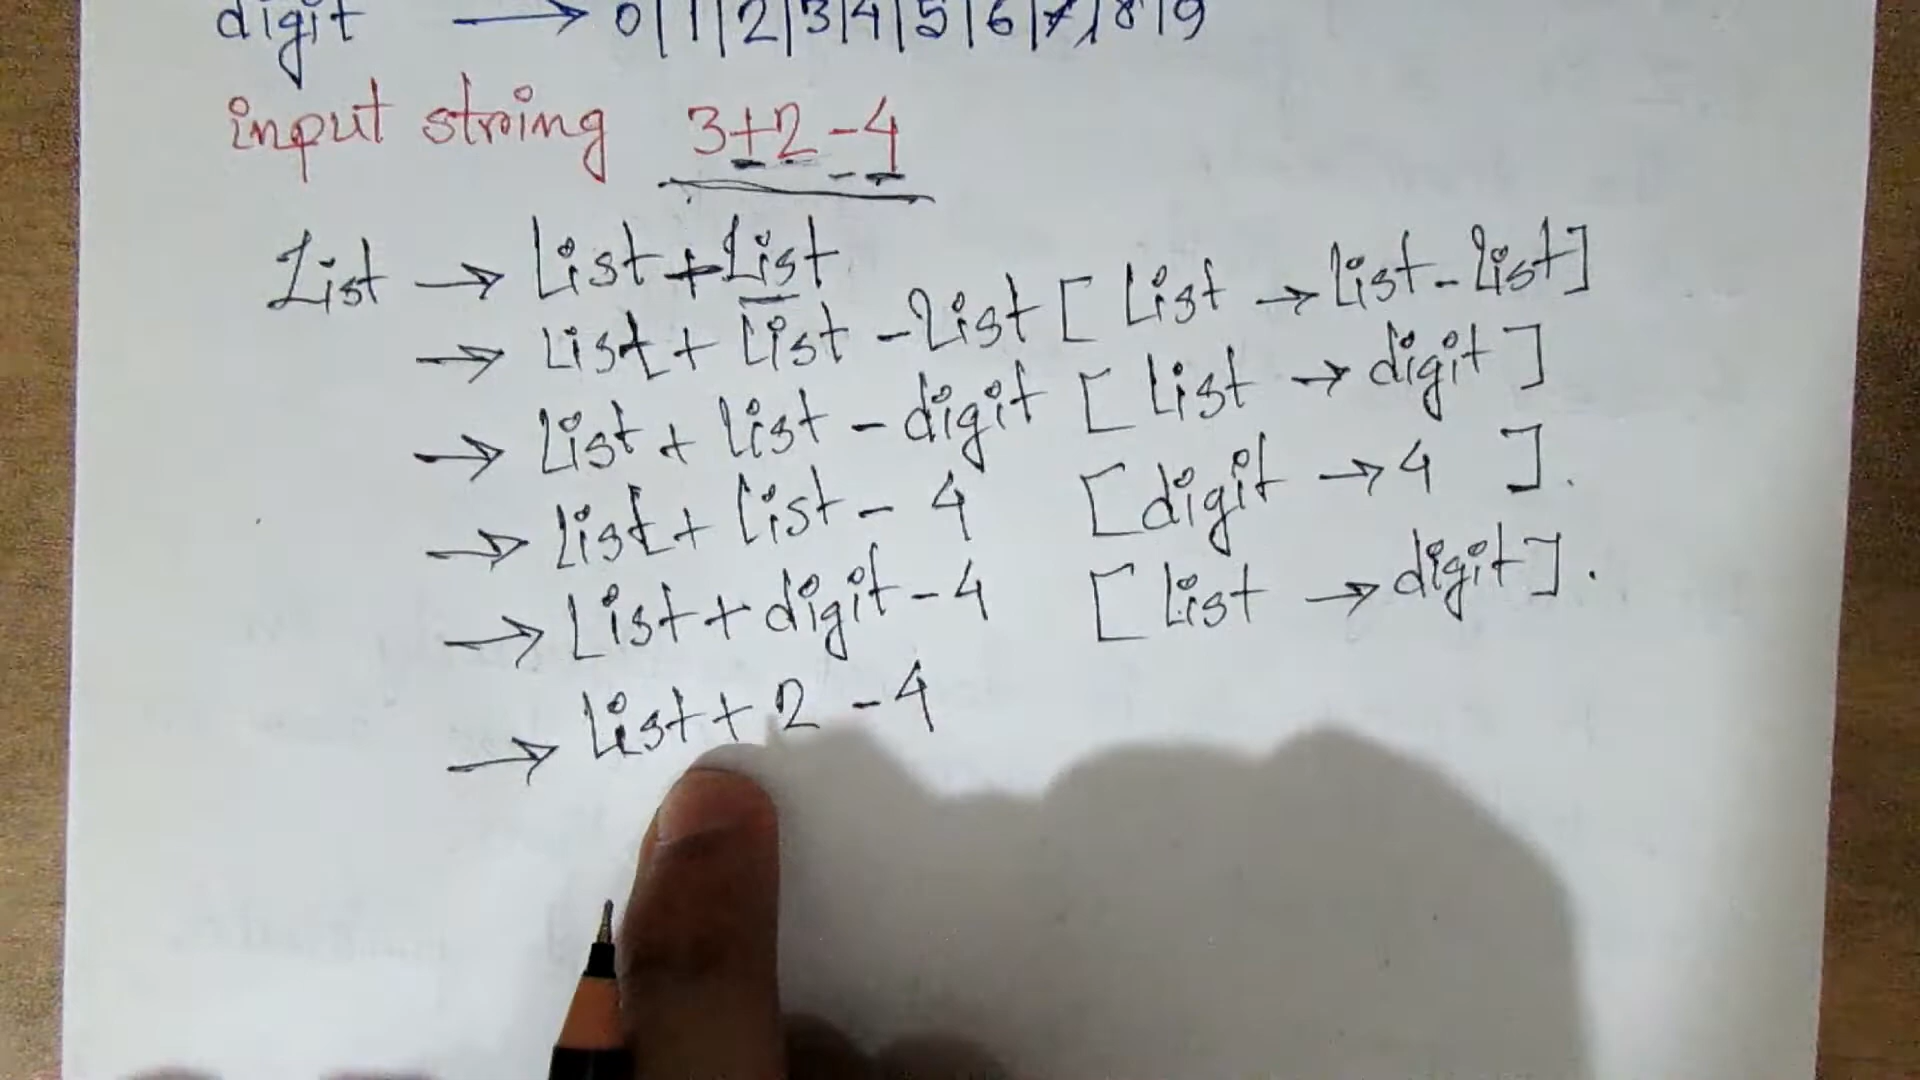 digit → 0|1|2|3|4|5|6|7|8|9
input string 3+2-4
List → List + List
→ List + List - List [ List → List - List ]
→ List + List - digit [ List → digit ]
→ List + List - 4 [ digit → 4 ].
→ List + digit - 4 [ List → digit ].
→ List + 2 - 4